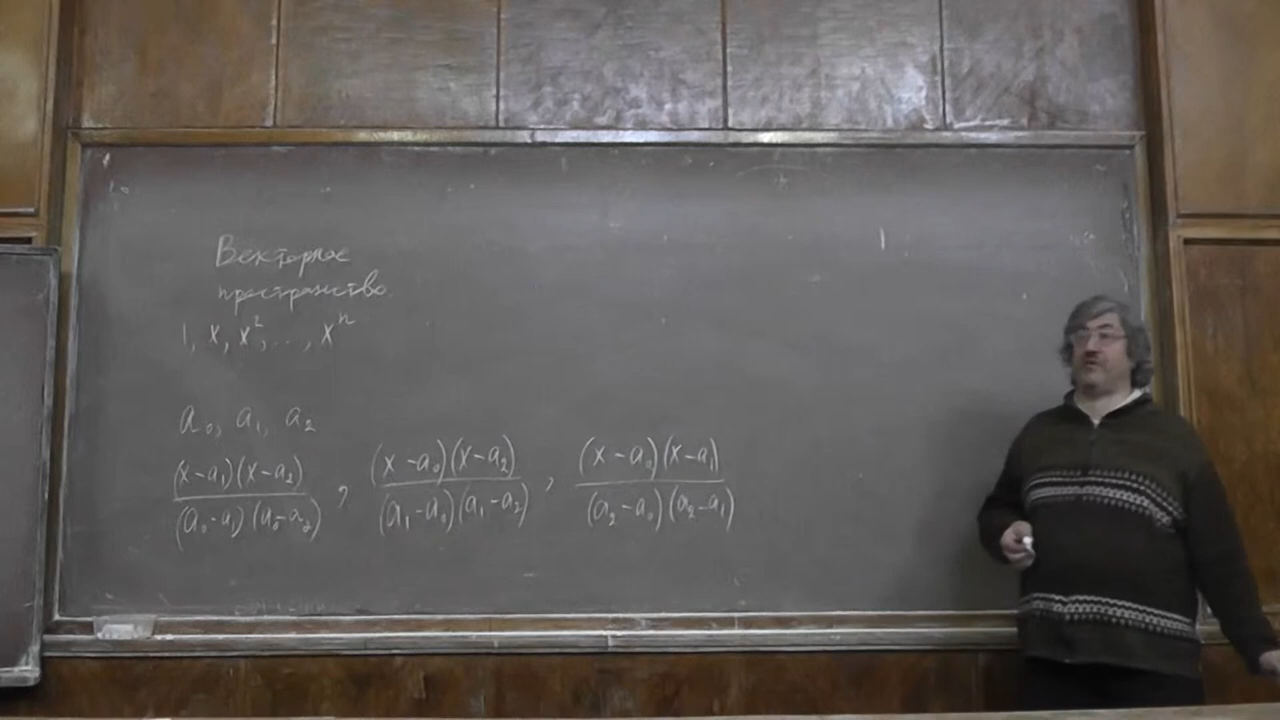 Векторное
пространство
1, x, x², ..., xⁿ
a₀, a₁, a₂
(x-a₁)(x-a₂) / (a₀-a₁)(a₀-a₂) , (x-a₀)(x-a₂) / (a₁-a₀)(a₁-a₂) , (x-a₀)(x-a₁) / (a₂-a₀)(a₂-a₁)